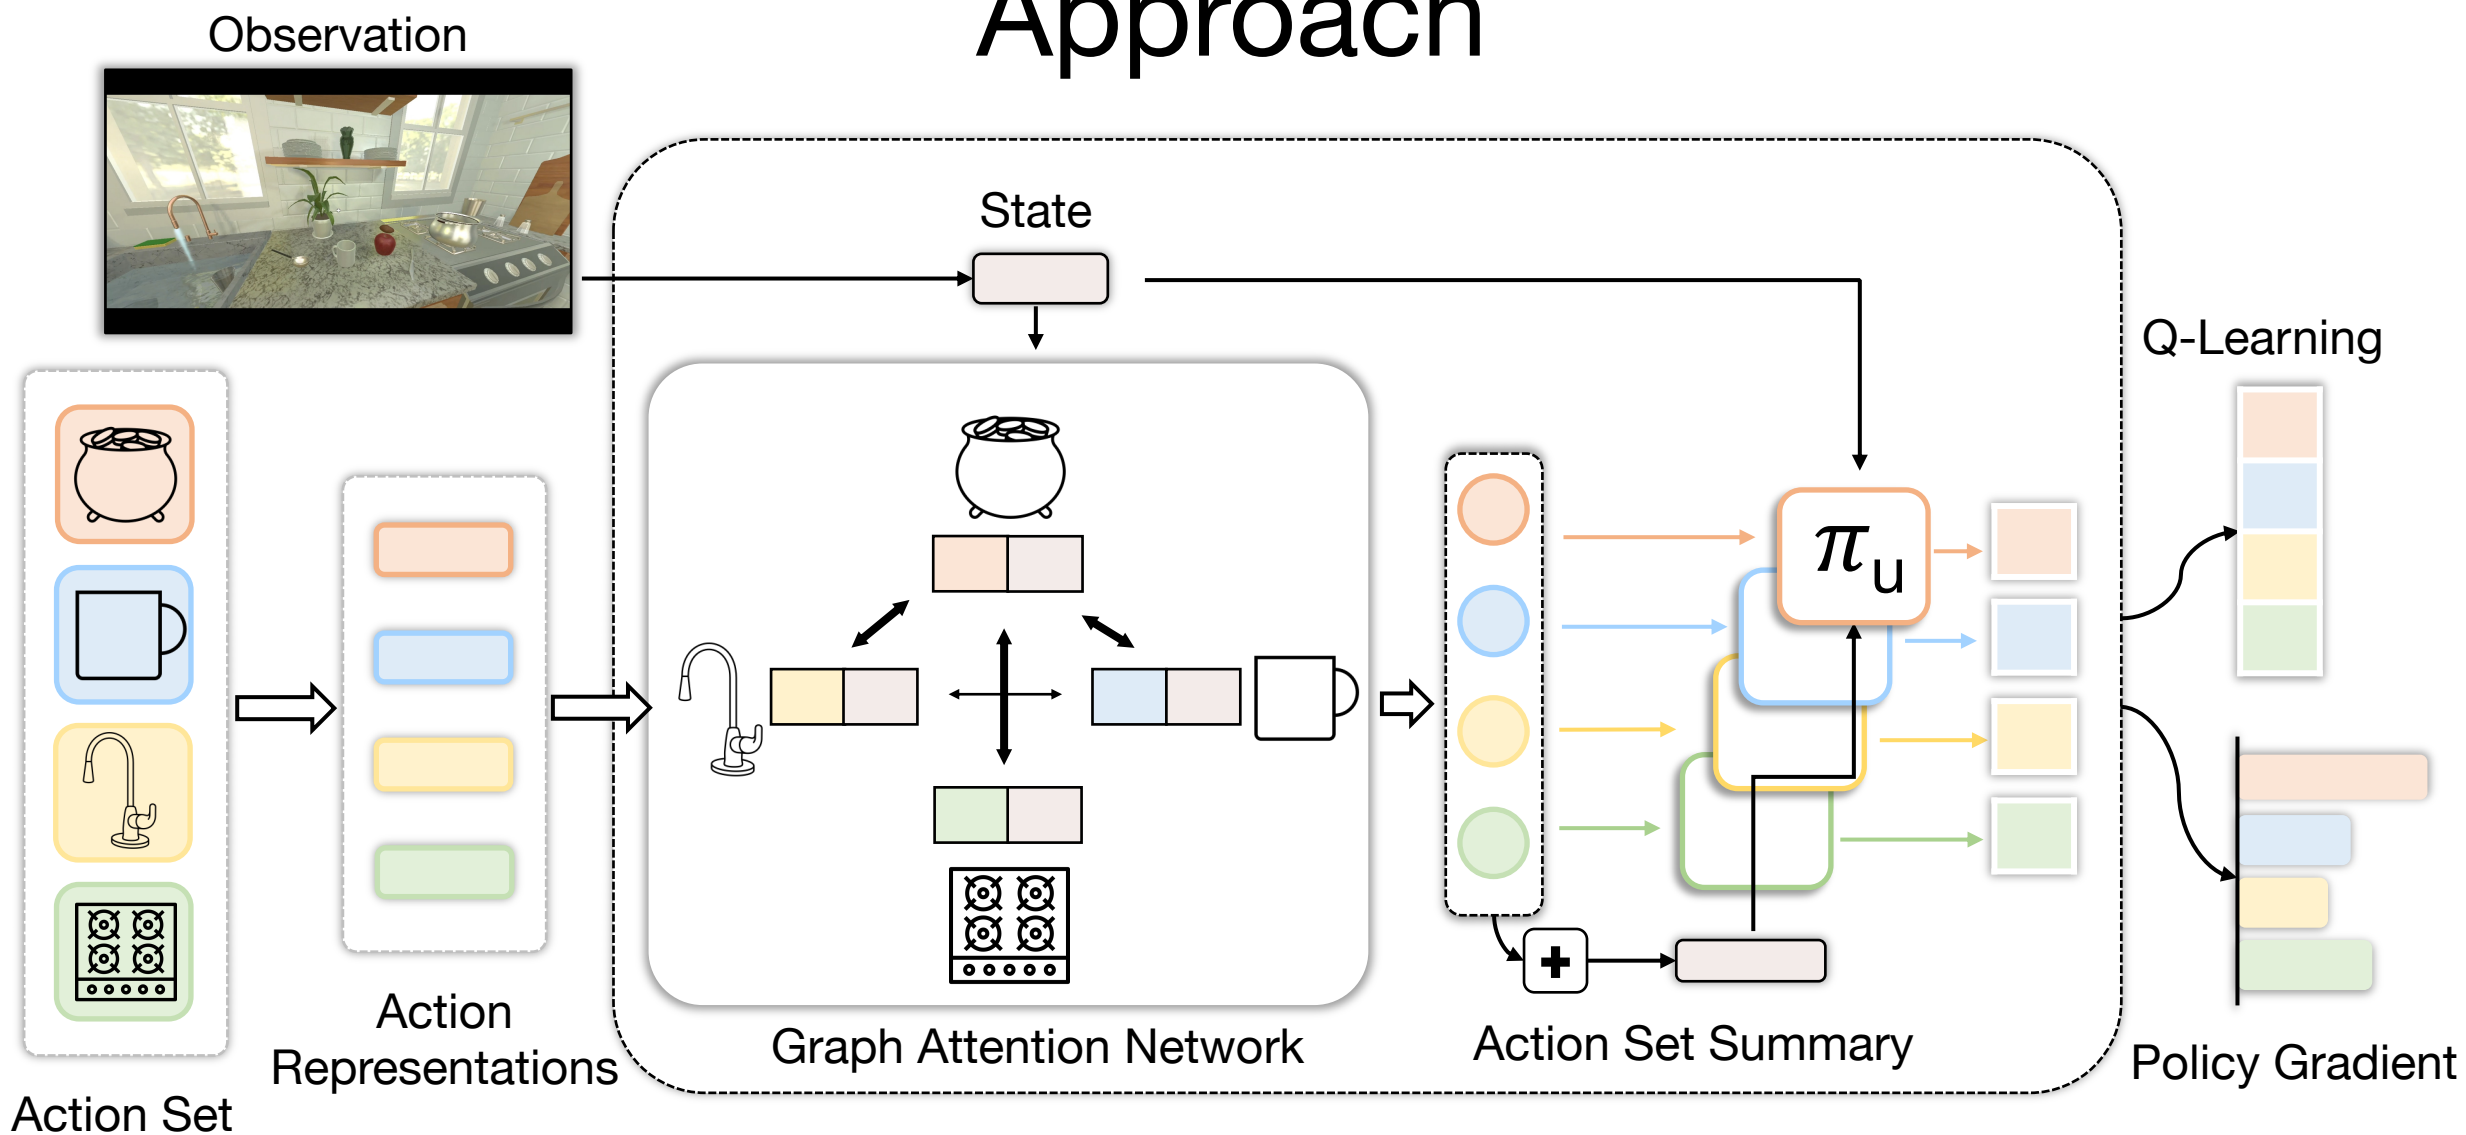 Approach
Observation
State
Q-Learning
π u
Action
Representations
Graph Attention Network
Action Set Summary
Policy Gradient
Action Set